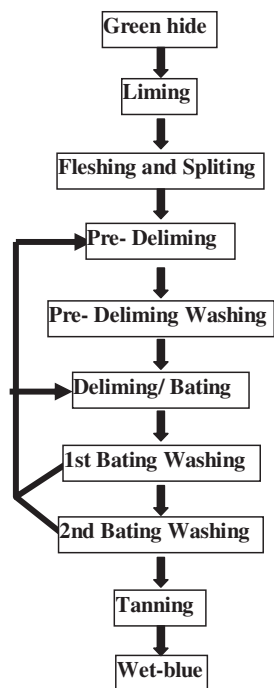 Green hide
Liming
Fleshing and Spliting
Pre- Deliming
Pre- Deliming Washing
Deliming/ Bating
1st Bating Washing
2nd Bating Washing
Tanning
Wet-blue